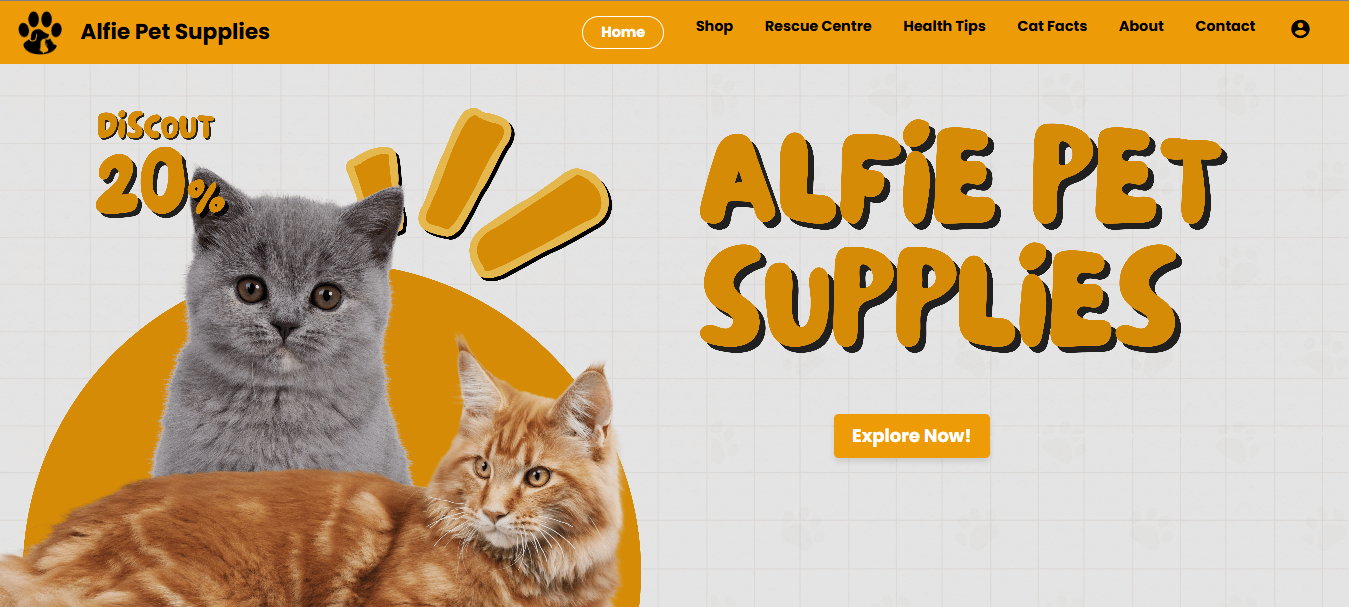 Alfie Pet Supplies
Home Shop Rescue Centre Health Tips Cat Facts About Contact
DiSCOUT
20%
ALFiE PET
SUPPLiES
Explore Now!